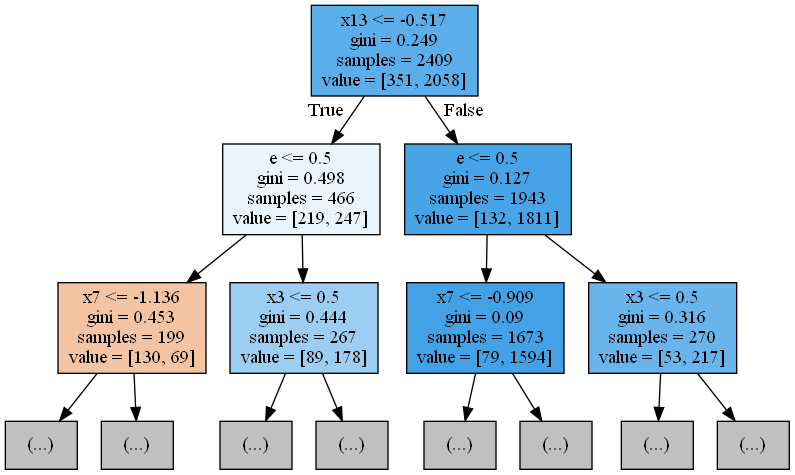 x13 <= -0.517
gini = 0.249
samples = 2409
value = [351, 2058]
True
False
e <= 0.5
gini = 0.498
samples = 466
value = [219, 247]
e <= 0.5
gini = 0.127
samples = 1943
value = [132, 1811]
x7 <= -1.136
gini = 0.453
samples = 199
value = [130, 69]
x3 <= 0.5
gini = 0.444
samples = 267
value = [89, 178]
x7 <= -0.909
gini = 0.09
samples = 1673
value = [79, 1594]
x3 <= 0.5
gini = 0.316
samples = 270
value = [53, 217]
(...)
(...)
(...)
(...)
(...)
(...)
(...)
(...)